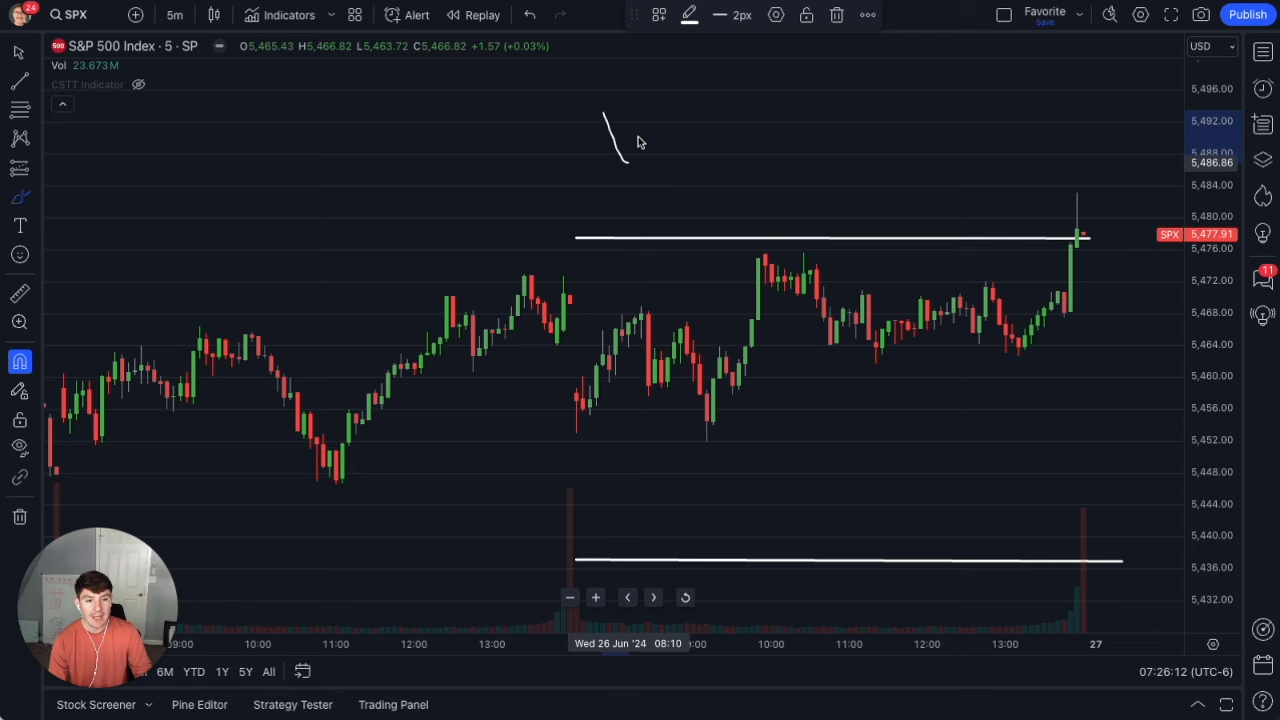 24
SPX
5m
Indicators
Alert
Replay
2px
Favorite
Save
Publish
500 S&P 500 Index · 5 · SP O5,465.43 H5,466.82 L5,463.72 C5,466.82 +1.57 (+0.03%)
USD
Vol 23.673M
CSTT Indicator
5,496.00
5,492.00
5,488.00
5,486.86
5,484.00
5,480.00
SPX 5,477.91
5,476.00
5,472.00
5,468.00
5,464.00
5,460.00
5,456.00
5,452.00
5,448.00
5,444.00
5,440.00
5,436.00
5,432.00
11
09:00 10:00 11:00 12:00 13:00 Wed 26 Jun '24 08:10 9:00 10:00 11:00 12:00 13:00 27
6M YTD 1Y 5Y All
07:26:12 (UTC-6)
Stock Screener Pine Editor Strategy Tester Trading Panel